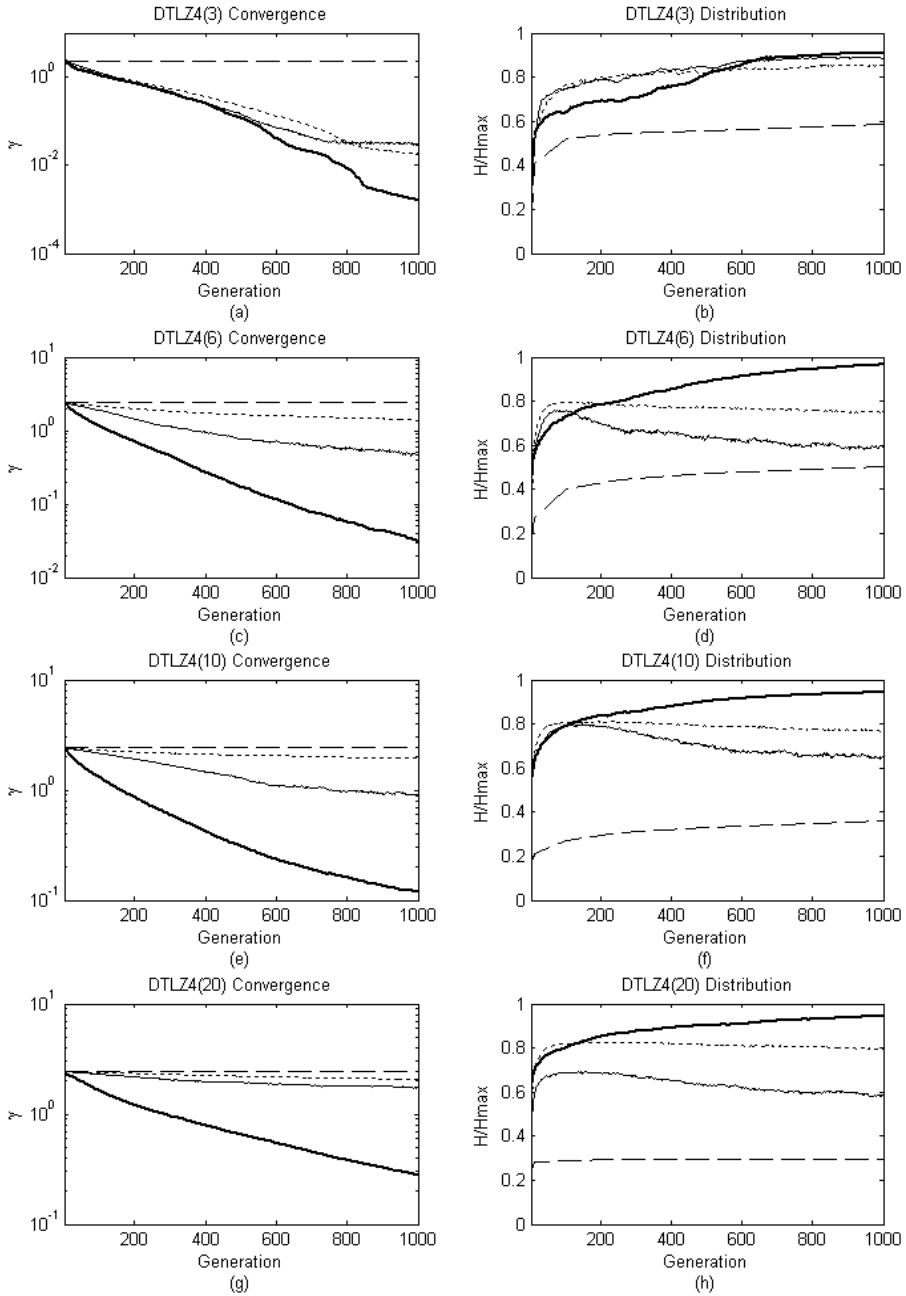 DTLZ4(3) Convergence
10^0
10^-2
10^-4
γ
200 400 600 800 1000
Generation
(a)
DTLZ4(3) Distribution
1
0.8
0.6
0.4
0.2
0
H/Hmax
200 400 600 800 1000
Generation
(b)
DTLZ4(6) Convergence
10^1
10^0
10^-1
10^-2
γ
200 400 600 800 1000
Generation
(c)
DTLZ4(6) Distribution
1
0.8
0.6
0.4
0.2
0
H/Hmax
200 400 600 800 1000
Generation
(d)
DTLZ4(10) Convergence
10^1
10^0
10^-1
γ
200 400 600 800 1000
Generation
(e)
DTLZ4(10) Distribution
1
0.8
0.6
0.4
0.2
0
H/Hmax
200 400 600 800 1000
Generation
(f)
DTLZ4(20) Convergence
10^1
10^0
10^-1
γ
200 400 600 800 1000
Generation
(g)
DTLZ4(20) Distribution
1
0.8
0.6
0.4
0.2
0
H/Hmax
200 400 600 800 1000
Generation
(h)